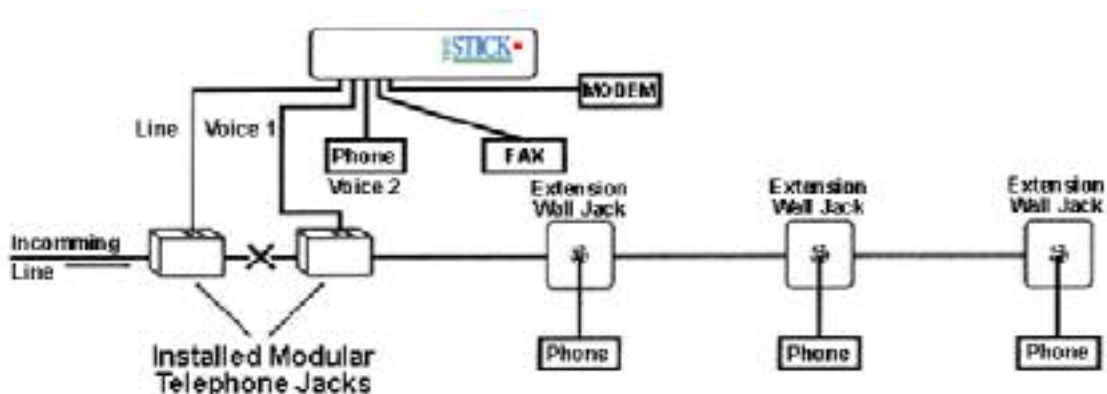 STICK
MODEM
Line
Voice 1
Phone
Voice 2
FAX
Extension
Wall Jack
Extension
Wall Jack
Extension
Wall Jack
Incomming
Line
Phone
Phone
Phone
Installed Modular
Telephone Jacks